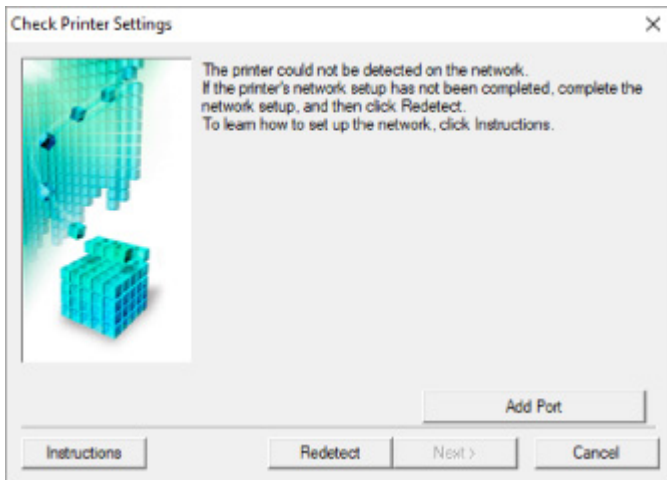 Check Printer Settings
The printer could not be detected on the network.
If the printer's network setup has not been completed, complete the
network setup, and then click Redetect.
To learn how to set up the network, click Instructions.
Add Port
Instructions
Redetect
Next >
Cancel